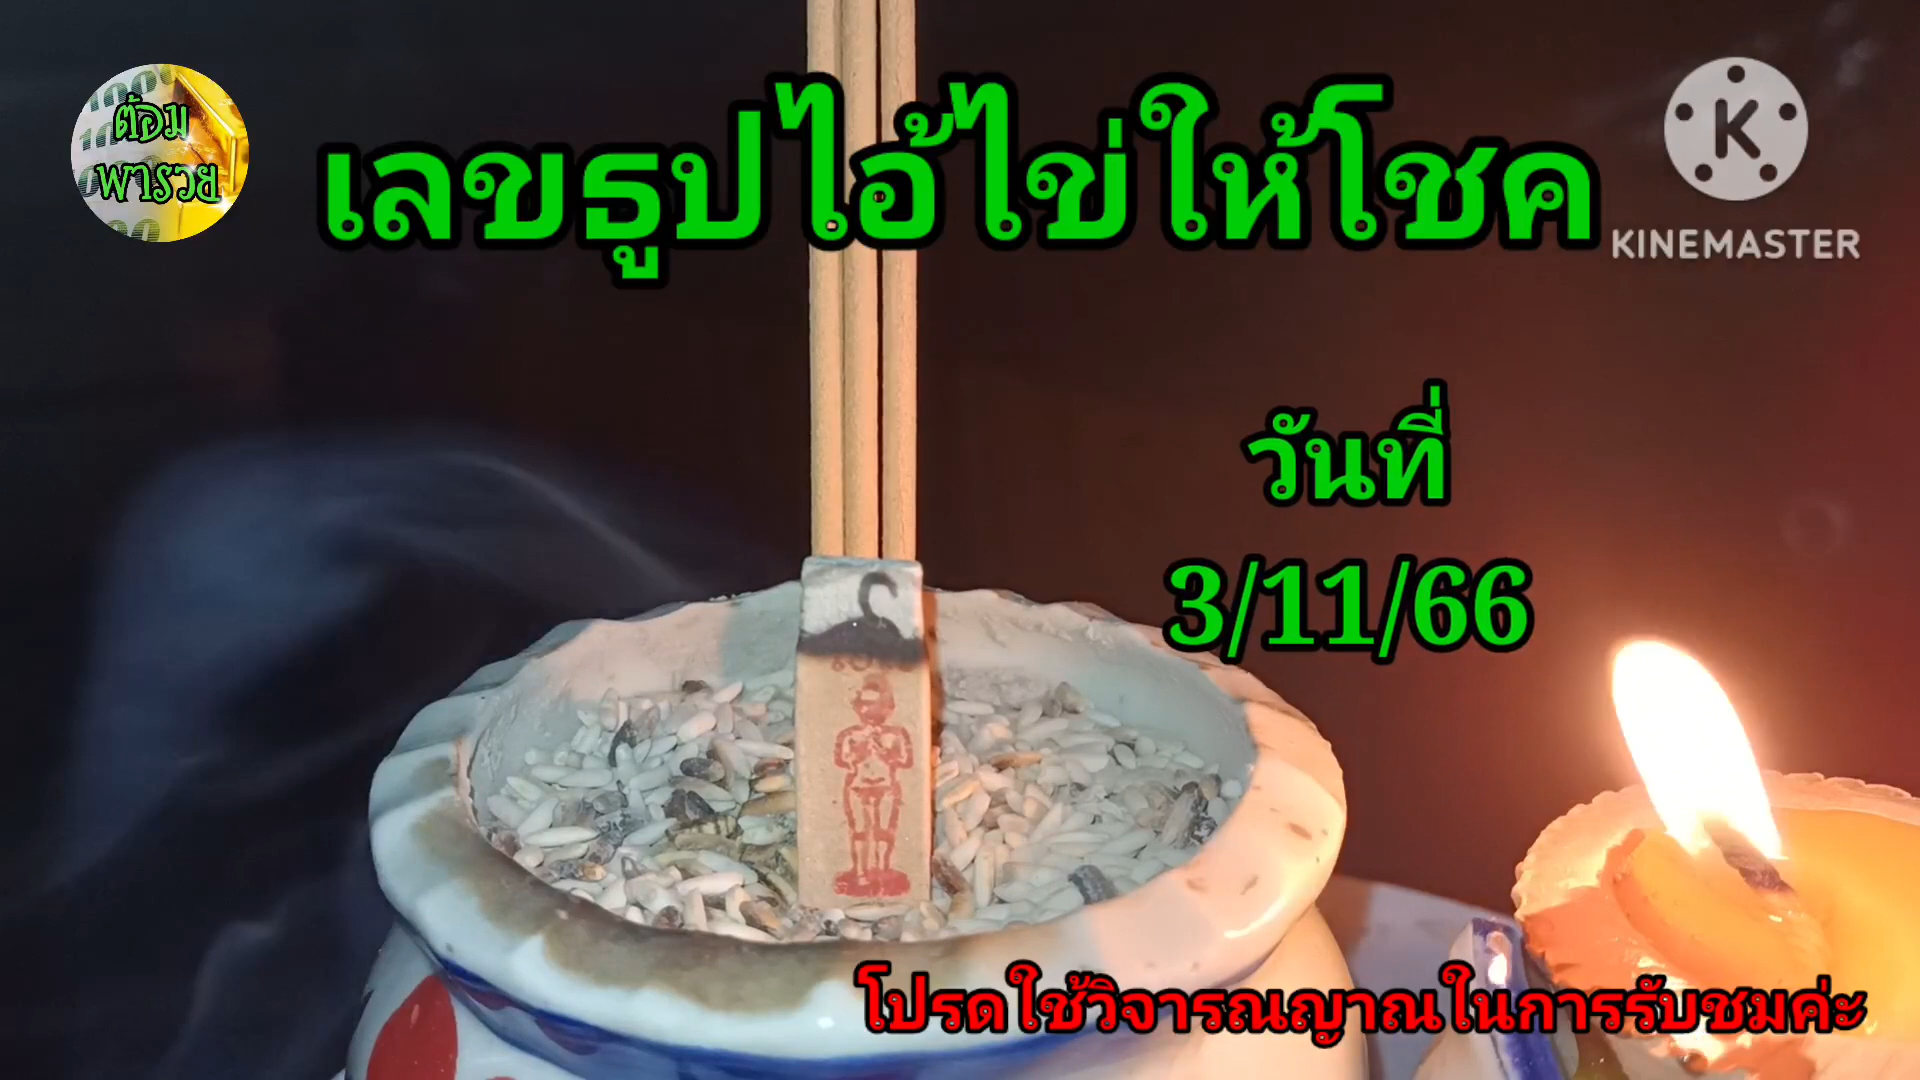 ต้อม
พารวย
เลขธูปไอ้ไข่ให้โชค
K
KINEMASTER
วันที่
3/11/66
โปรดใช้วิจารณญาณในการรับชมค่ะ